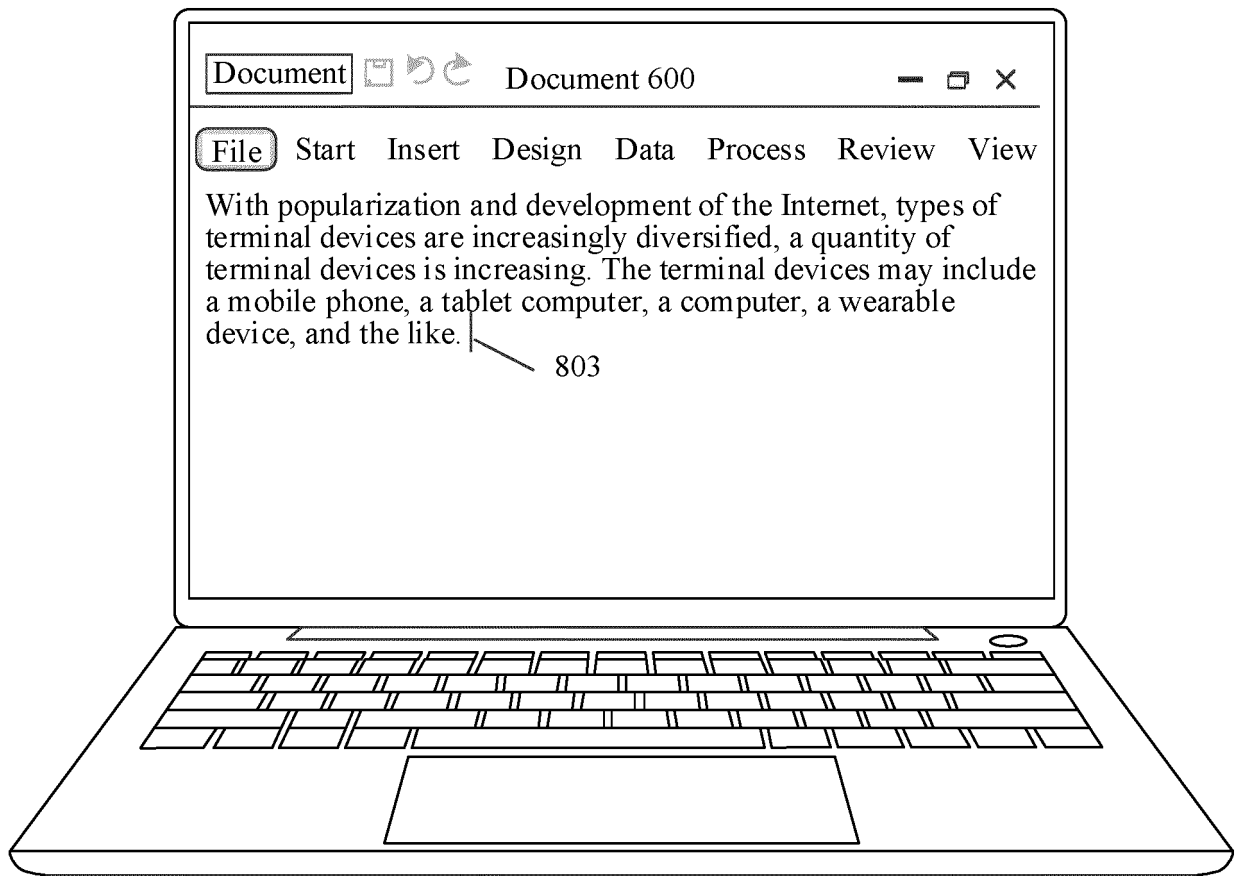 Document Document 600
File Start Insert Design Data Process Review View
With popularization and development of the Internet, types of
terminal devices are increasingly diversified, a quantity of
terminal devices is increasing. The terminal devices may include
a mobile phone, a tablet computer, a computer, a wearable
device, and the like.
803